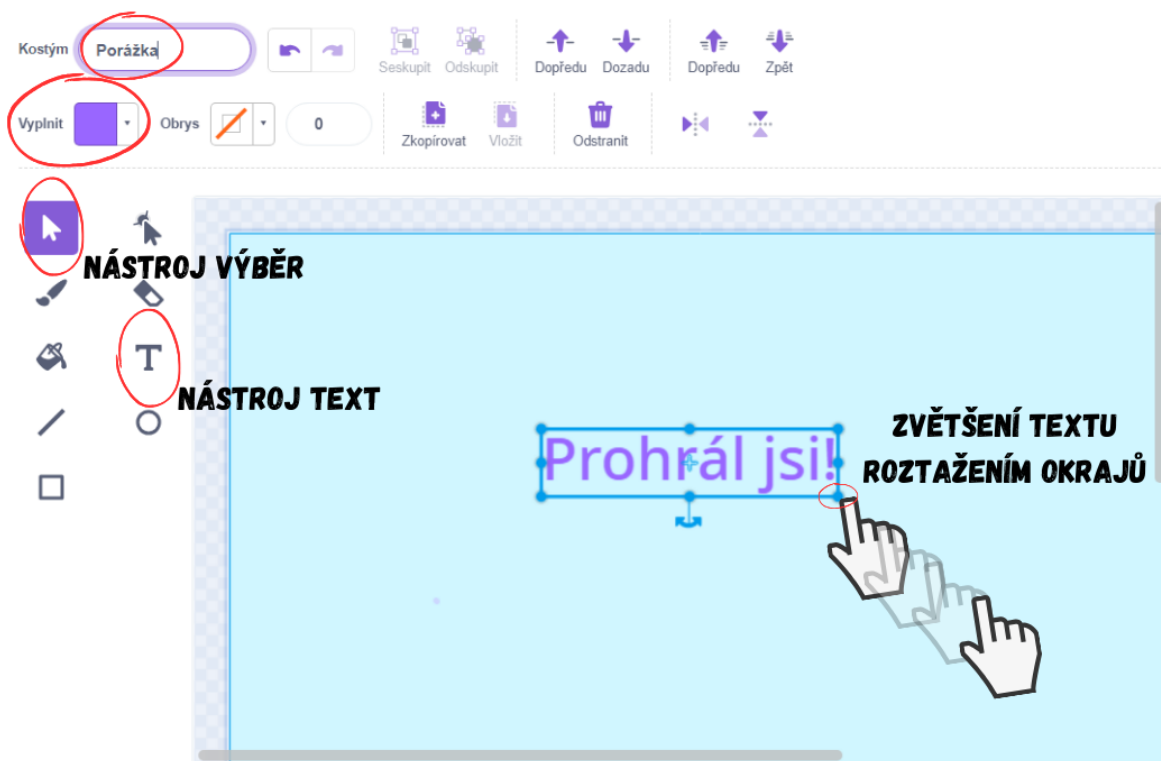 Kostým Porážka
Seskupit Odskupit Dopředu Dozadu Dopředu Zpět
Vyplnit Obrys 0
Zkopírovat Vložit Odstranit
NÁSTROJ VÝBĚR
T
NÁSTROJ TEXT
ZVĚTŠENÍ TEXTU
ROZTAŽENÍM OKRAJŮ
Prohrál jsi!